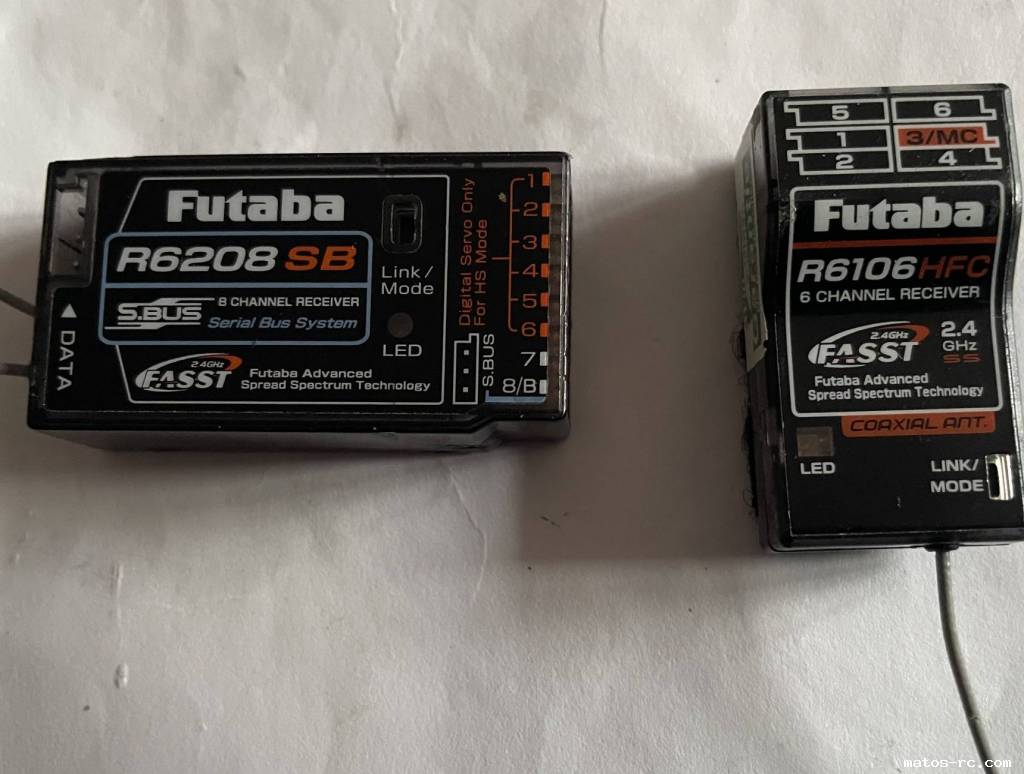 Futaba
R6208 SB
S.BUS
8 CHANNEL RECEIVER
Serial Bus System
2.4GHz
FASST
Futaba Advanced
Spread Spectrum Technology
DATA
Link /
Mode
LED
Digital Servo Only
For HS Mode
1
2
3
4
5
6
7
8/B
S.BUS
5 6
1 3/MC
2 4
Futaba
R6106 HFC
6 CHANNEL RECEIVER
2.4GHz
FASST
2.4
GHz
SS
Futaba Advanced
Spread Spectrum Technology
COAXIAL ANT.
LED
LINK/
MODE
matos-rc.com